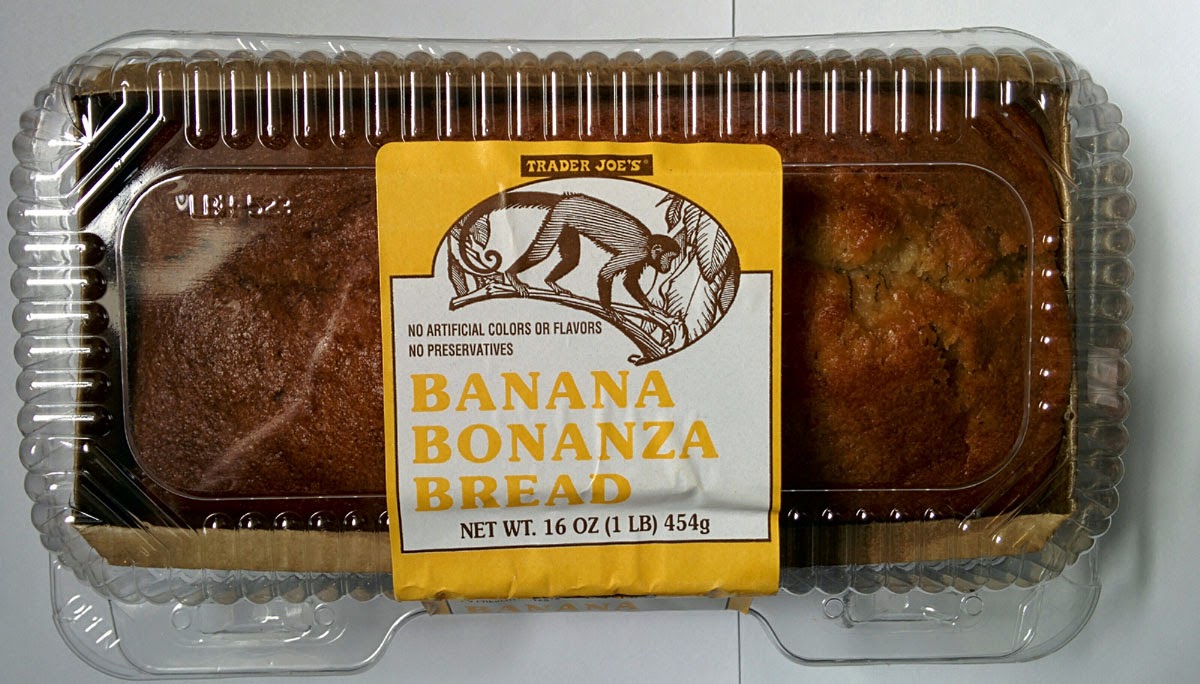 TRADER JOE'S®
NO ARTIFICIAL COLORS OR FLAVORS
NO PRESERVATIVES
BANANA
BONANZA
BREAD
NET WT. 16 OZ (1 LB) 454g
BANANA